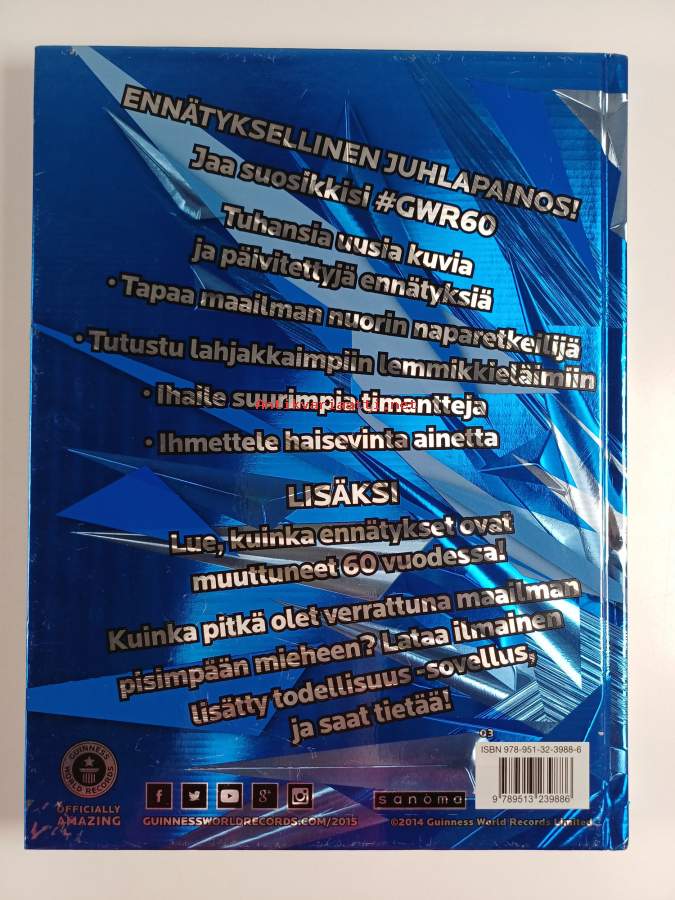 ENNÄTYKSELLINEN JUHLAPAINOS!
Jaa suosikkisi #GWR60
Tuhansia uusia kuvia
ja päivitettyjä ennätyksiä
• Tapaa maailman nuorin naparetkeilijä
• Tutustu lahjakkaimpiin lemmikkieläimiin
• Ihaile suurimpia timantteja
Antikvariaatti.net
• Ihmettele haisevinta ainetta
LISÄKSI
Lue, kuinka ennätykset ovat
muuttuneet 60 vuodessa!
Kuinka pitkä olet verrattuna maailman
pisimpään mieheen? Lataa ilmainen
lisätty todellisuus -sovellus,
ja saat tietää!
03
ISBN 978-951-32-3988-6
9 789513 239886
GUINNESS
WORLD RECORDS
OFFICIALLY
AMAZING
f
g+
GUINNESSWORLDRECORDS.COM/2015
sanoma
©2014 Guinness World Records Limited